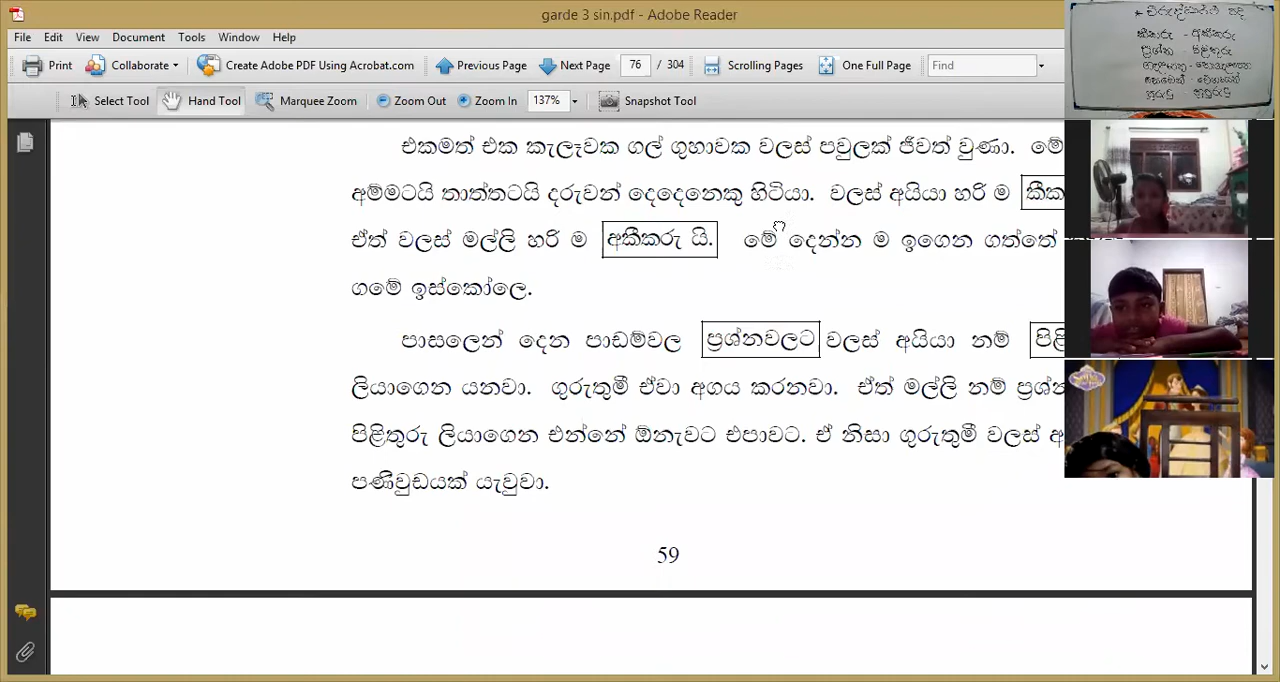 garde 3 sin.pdf - Adobe Reader
File Edit View Document Tools Window Help
Print Collaborate Create Adobe PDF Using Acrobat.com Previous Page Next Page 76 / 304 Scrolling Pages One Full Page Find
Select Tool Hand Tool Marquee Zoom Zoom Out Zoom In 137% Snapshot Tool
එකමත් එක කැලෑවක ගල් ගුහාවක වලස් පවුලක් ජීවත් වුණා. මේ
අම්මටයි තාත්තටයි දරුවන් දෙදෙනෙකු හිටියා. වලස් අයියා හරි ම කීක
ඒත් වලස් මල්ලි හරි ම අකීකරු යි. මේ දෙන්න ම ඉගෙන ගත්තේ
ගමේ ඉස්කෝලෙ.
පාසලෙන් දෙන පාඩම්වල ප්‍රශ්නවලට වලස් අයියා නම් පිළි
ලියාගෙන යනවා. ගුරුතුමී ඒවා අගය කරනවා. ඒත් මල්ලි නම් ප්‍රශ්න
පිළිතුරු ලියාගෙන එන්නේ ඕනෑවට එපාවට. ඒ නිසා ගුරුතුමී වලස් අ
පණිවුඩයක් යැවුවා.
59
විරුද්ධාර්ථ පද
කීකරු - අකීකරු
ප්‍රශ්න - පිළිතුරු
පුරුදු - නුපුරුදු